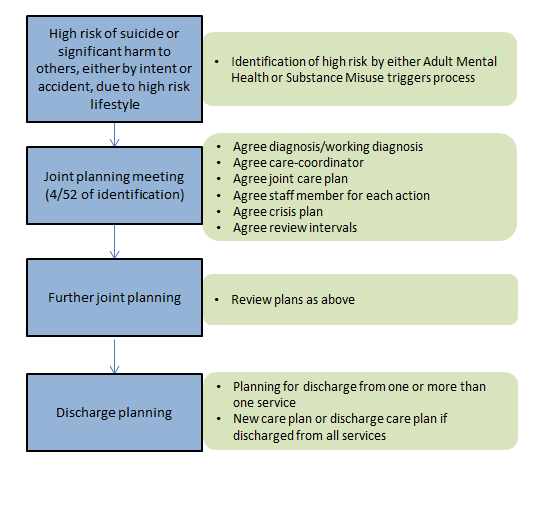 High risk of suicide or
significant harm to
others, either by intent or
accident, due to high risk
lifestyle
• Identification of high risk by either Adult Mental
Health or Substance Misuse triggers process
Joint planning meeting
(4/52 of identification)
• Agree diagnosis/working diagnosis
• Agree care-coordinator
• Agree joint care plan
• Agree staff member for each action
• Agree crisis plan
• Agree review intervals
Further joint planning
• Review plans as above
Discharge planning
• Planning for discharge from one or more than
one service
• New care plan or discharge care plan if
discharged from all services